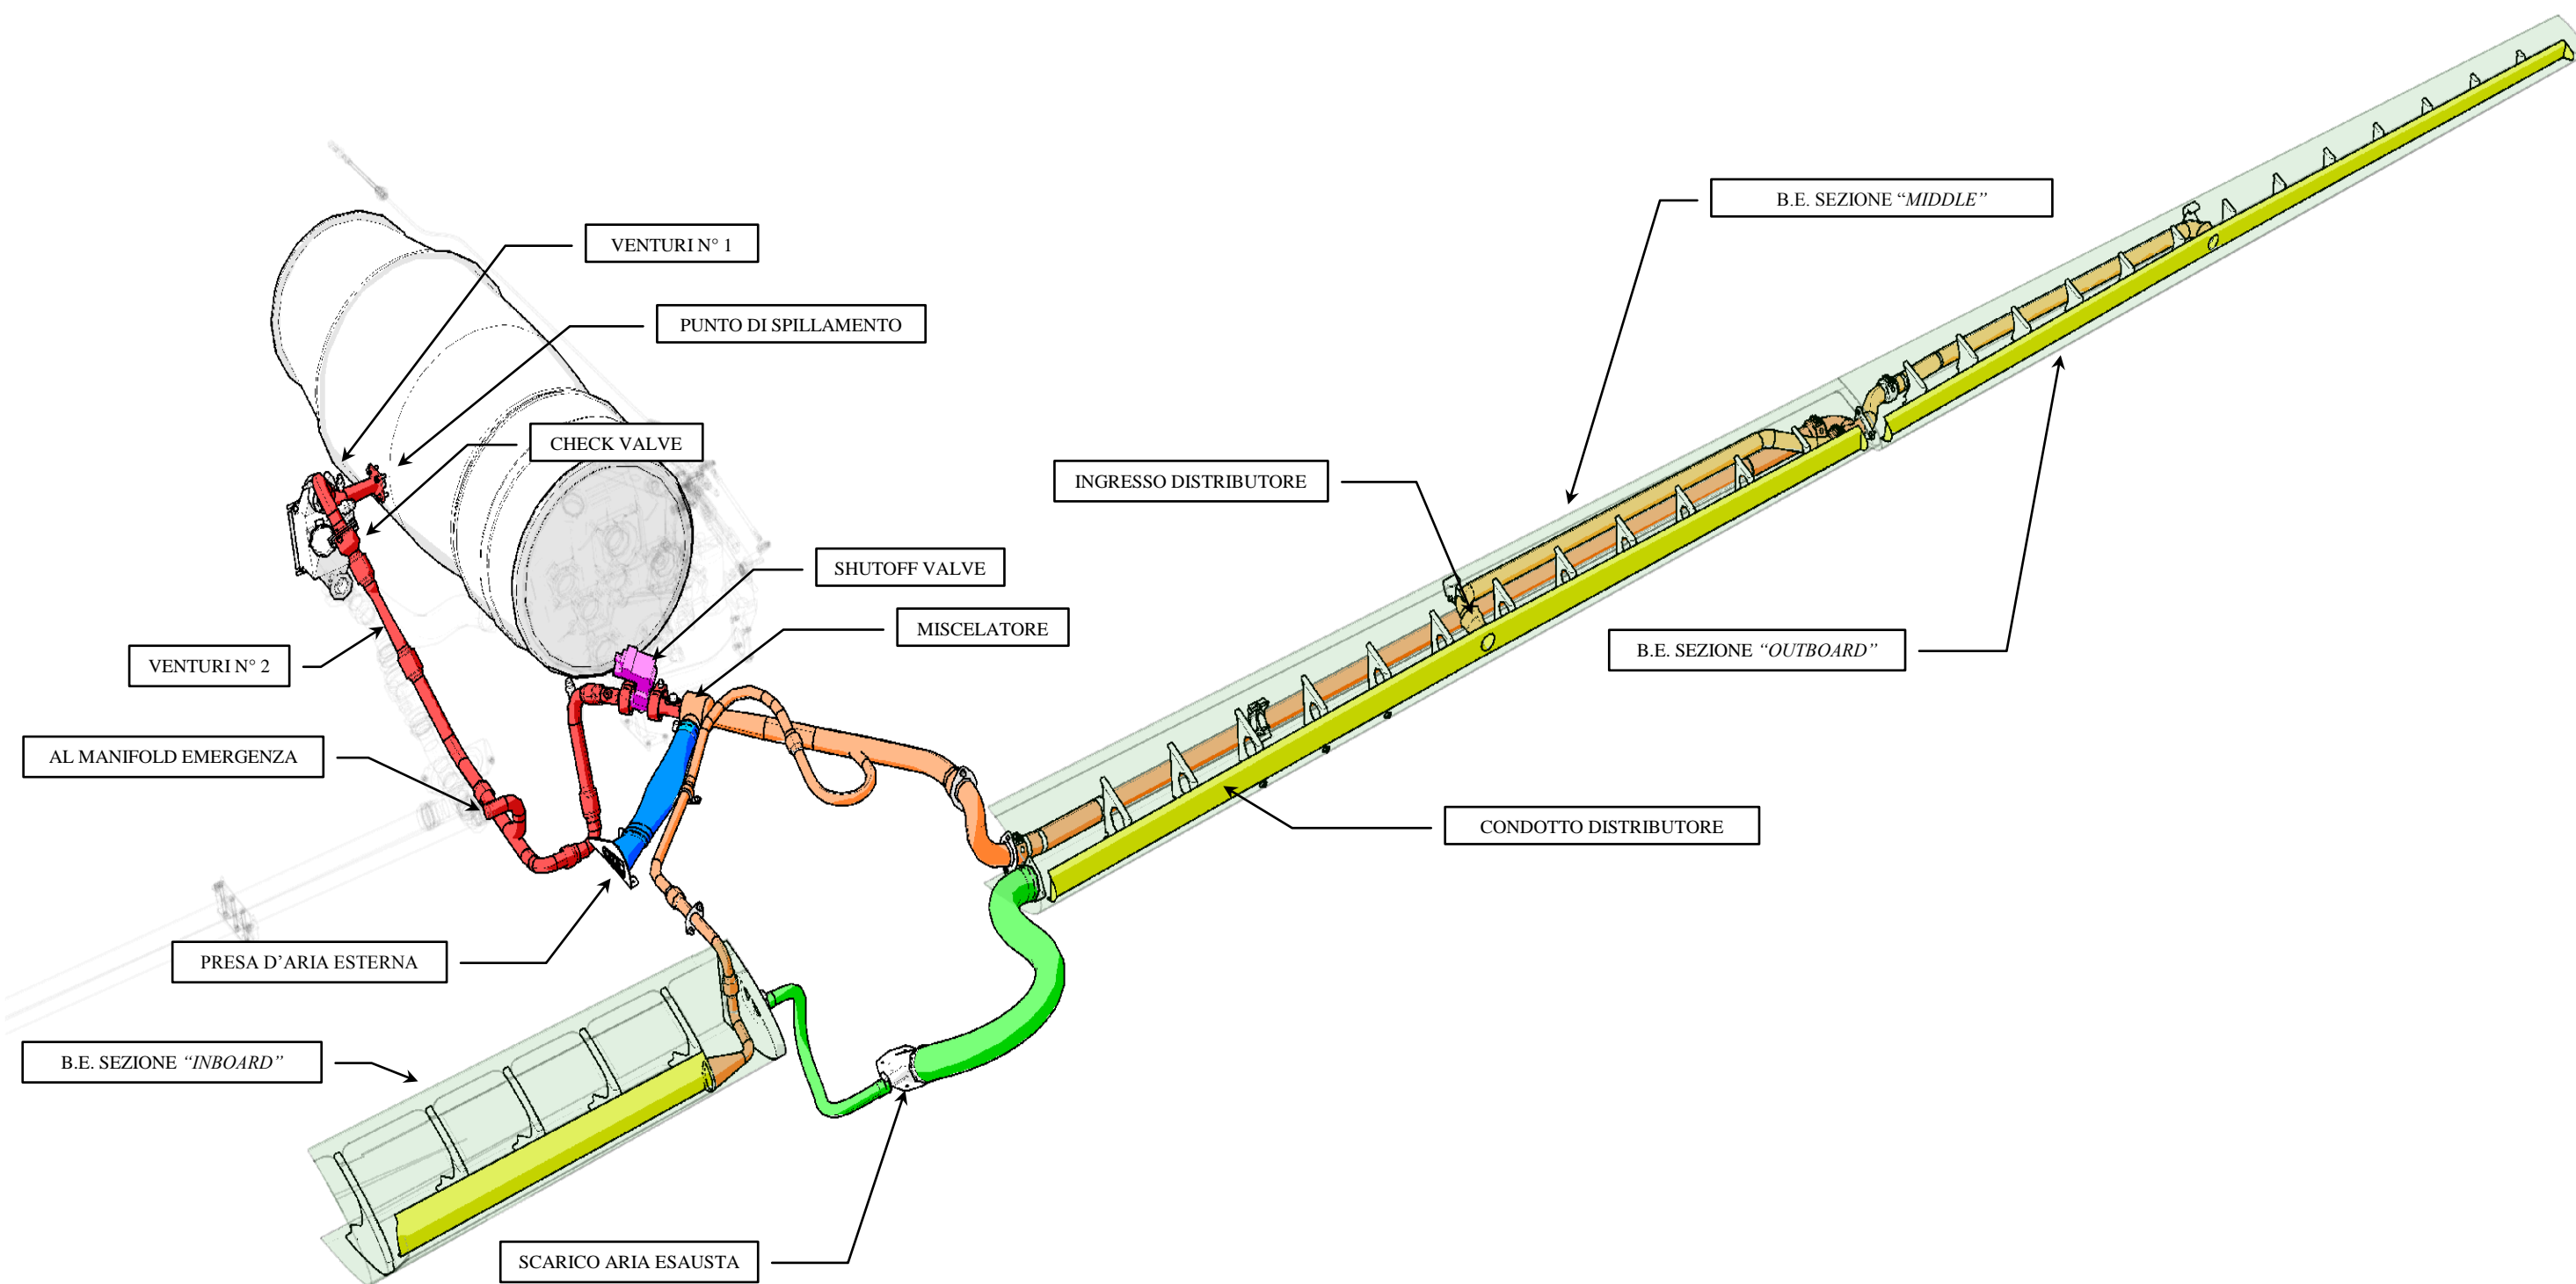 B.E. SEZIONE “MIDDLE”
VENTURI N° 1
PUNTO DI SPILLAMENTO
CHECK VALVE
INGRESSO DISTRIBUTORE
SHUTOFF VALVE
MISCELATORE
B.E. SEZIONE “OUTBOARD”
VENTURI N° 2
AL MANIFOLD EMERGENZA
CONDOTTO DISTRIBUTORE
PRESA D’ARIA ESTERNA
B.E. SEZIONE “INBOARD”
SCARICO ARIA ESAUSTA